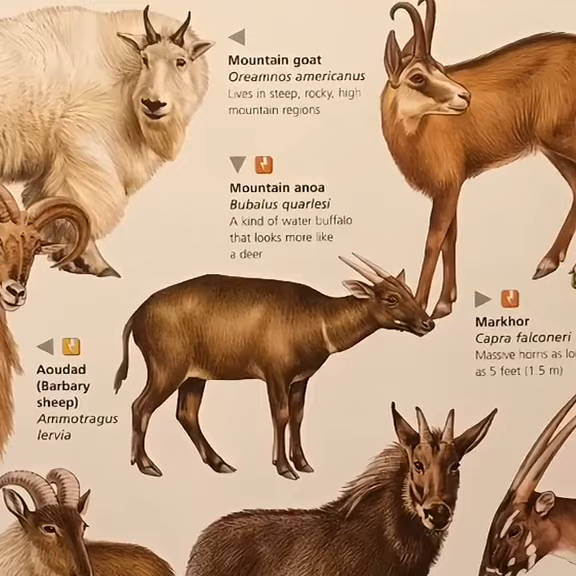 Mountain goat
Oreamnos americanus
Lives in steep, rocky, high
mountain regions
Mountain anoa
Bubalus quarlesi
A kind of water buffalo
that looks more like
a deer
Markhor
Capra falconeri
Massive horns as
as 5 feet (1.5 m)
Aoudad
(Barbary
sheep)
Ammotragus
lervia